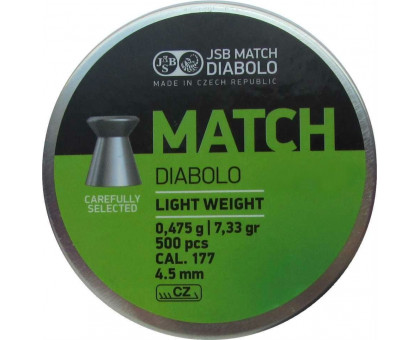 JSB
JSB MATCH
DIABOLO
MADE IN CZECH REPUBLIC
MATCH
DIABOLO
CAREFULLY
SELECTED
LIGHT WEIGHT
0,475 g | 7,33 gr
500 pcs
CAL. 177
4.5 mm
CZ